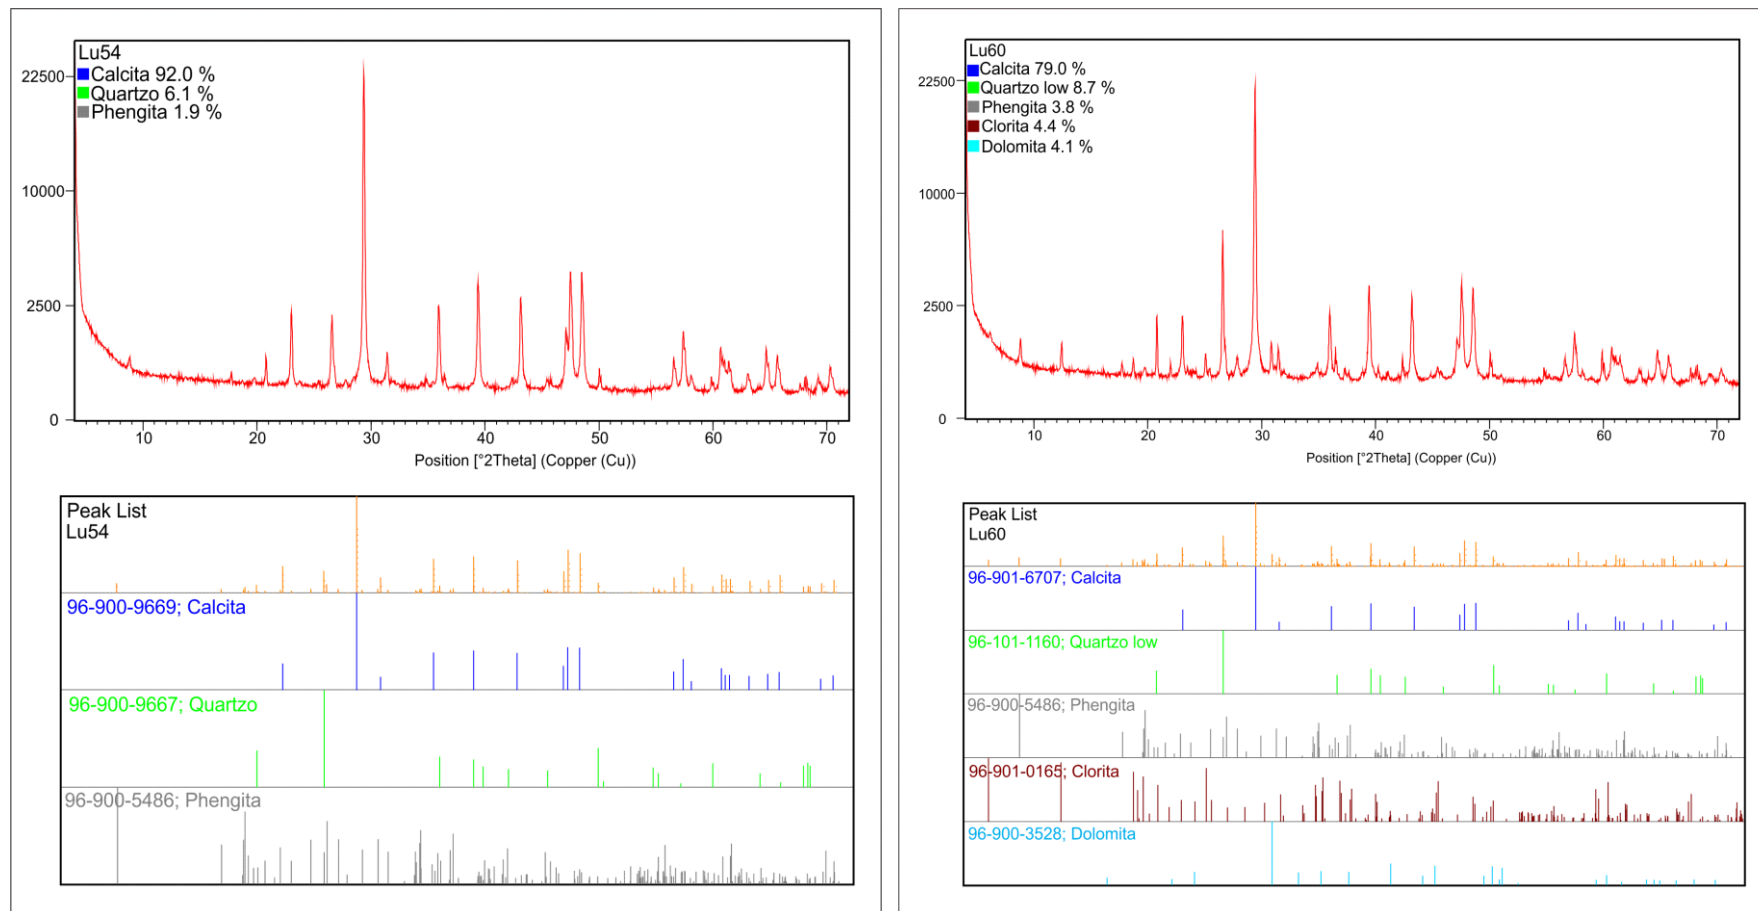 Lu54
Calcita 92.0 %
Quartzo 6.1 %
Phengita 1.9 %
22500
10000
2500
0
10 20 30 40 50 60 70
Position [°2Theta] (Copper (Cu))
Peak List
Lu54
96-900-9669; Calcita
96-900-9667; Quartzo
96-900-5486; Phengita
Lu60
Calcita 79.0 %
Quartzo low 8.7 %
Phengita 3.8 %
Clorita 4.4 %
Dolomita 4.1 %
22500
10000
2500
0
10 20 30 40 50 60 70
Position [°2Theta] (Copper (Cu))
Peak List
Lu60
96-901-6707; Calcita
96-101-1160; Quartzo low
96-900-5486; Phengita
96-901-0165; Clorita
96-900-3528; Dolomita